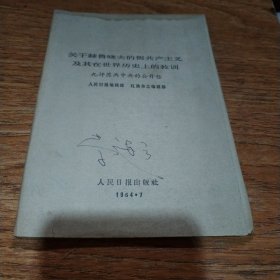 关于赫鲁晓夫的假共产主义
及其在世界历史上的教训
九评苏共中央的公开信
人民日报编辑部 红旗杂志编辑部
人民日报出版社
1964·7